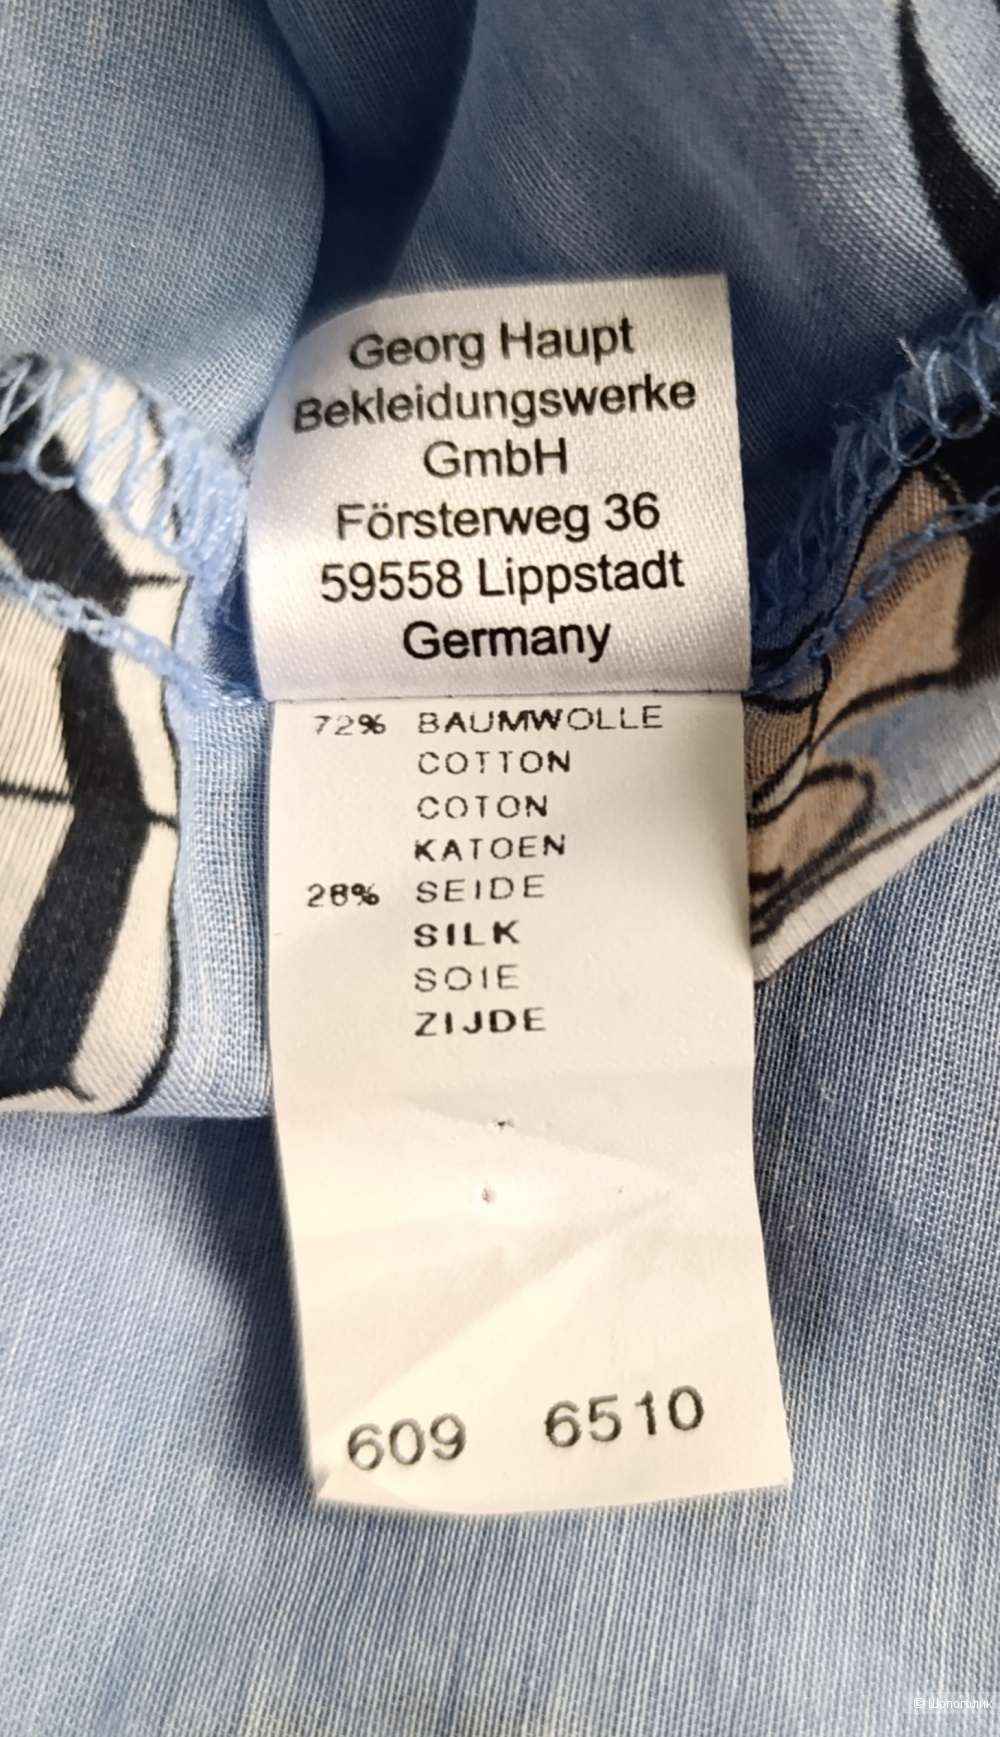 Georg Haupt
Bekleidungswerke
GmbH
Försterweg 36
59558 Lippstadt
Germany
72% BAUMWOLLE
COTTON
COTON
KATOEN
28% SEIDE
SILK
SOIE
ZIJDE
609 6510
© Шопоголик